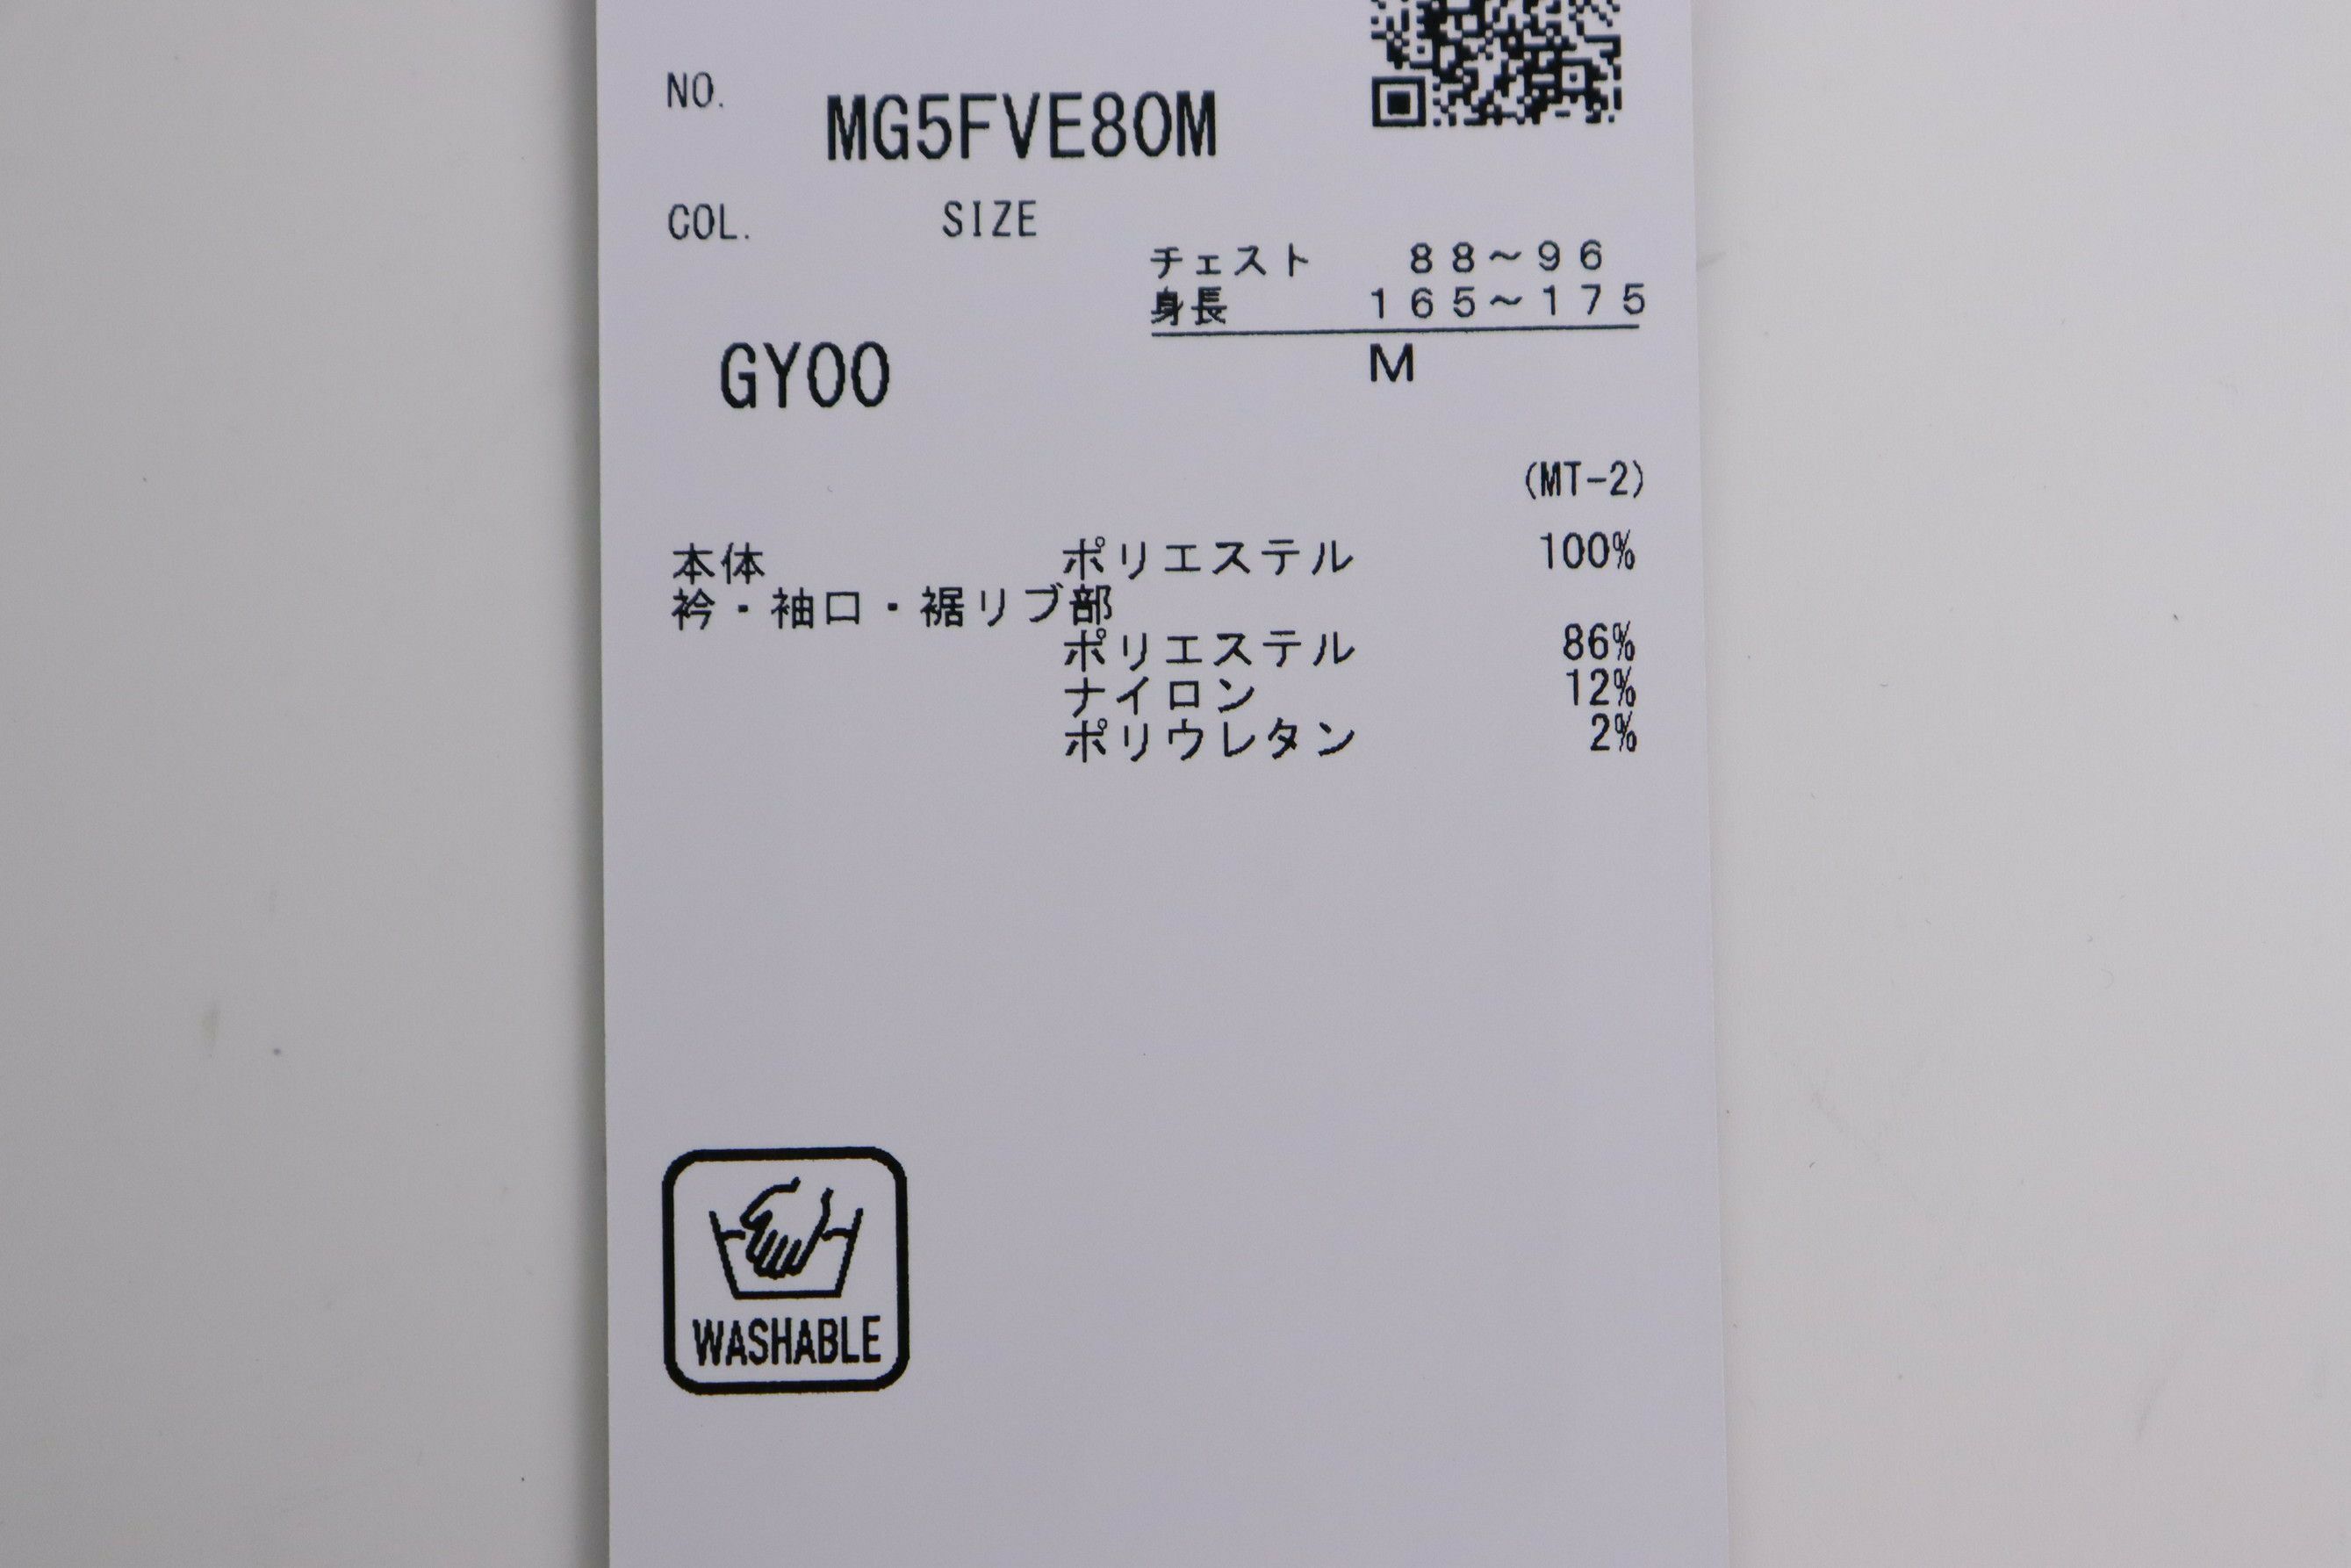 NO.
MG5FVE80M
COL. SIZE
チェスト 88～96
身長 165～175
GY00 M
(MT-2)
本体 ポリエステル 100%
衿・袖口・裾リブ部
ポリエステル 86%
ナイロン 12%
ポリウレタン 2%
WASHABLE